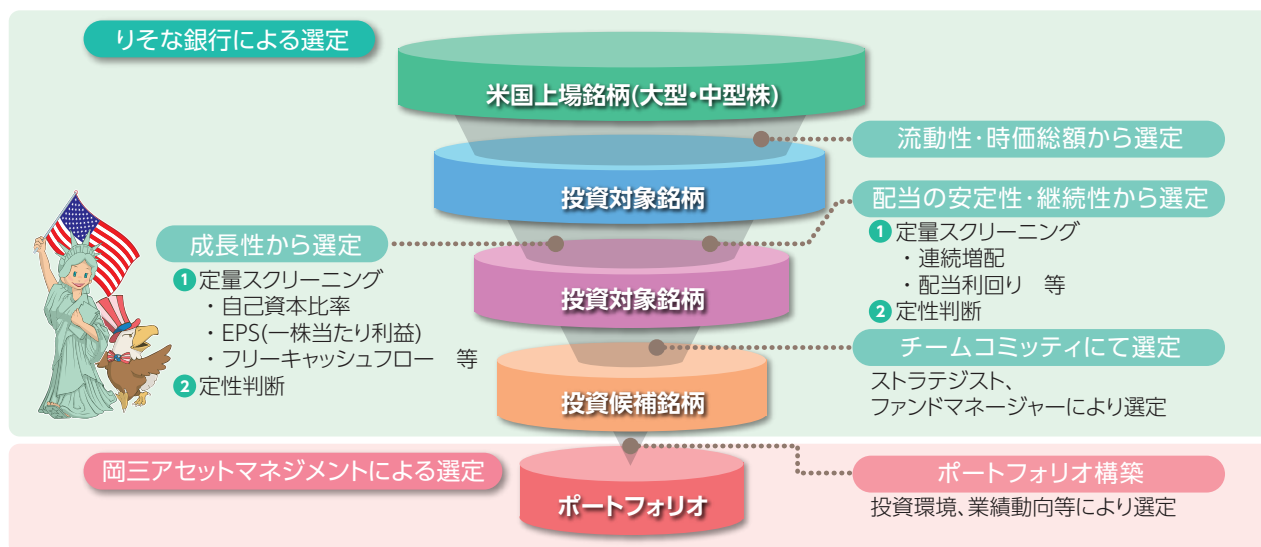 りそな銀行による選定
米国上場銘柄(大型・中型株)
流動性・時価総額から選定
投資対象銘柄
配当の安定性・継続性から選定
1 定量スクリーニング
・連続増配
・配当利回り　等
2 定性判断
成長性から選定
1 定量スクリーニング
・自己資本比率
・EPS(一株当たり利益)
・フリーキャッシュフロー　等
2 定性判断
投資対象銘柄
チームコミッティにて選定
ストラテジスト、
ファンドマネージャーにより選定
投資候補銘柄
岡三アセットマネジメントによる選定
ポートフォリオ
ポートフォリオ構築
投資環境、業績動向等により選定